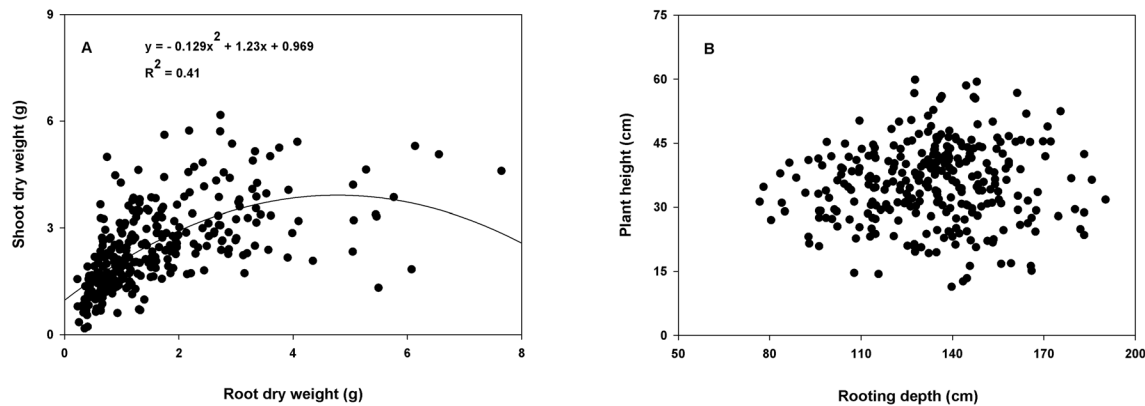 A
y = - 0.129x² + 1.23x + 0.969
R² = 0.41
9
6
3
0
Shoot dry weight (g)
0 2 4 6 8
Root dry weight (g)
B
75
60
45
30
15
0
Plant height (cm)
50 80 110 140 170 200
Rooting depth (cm)